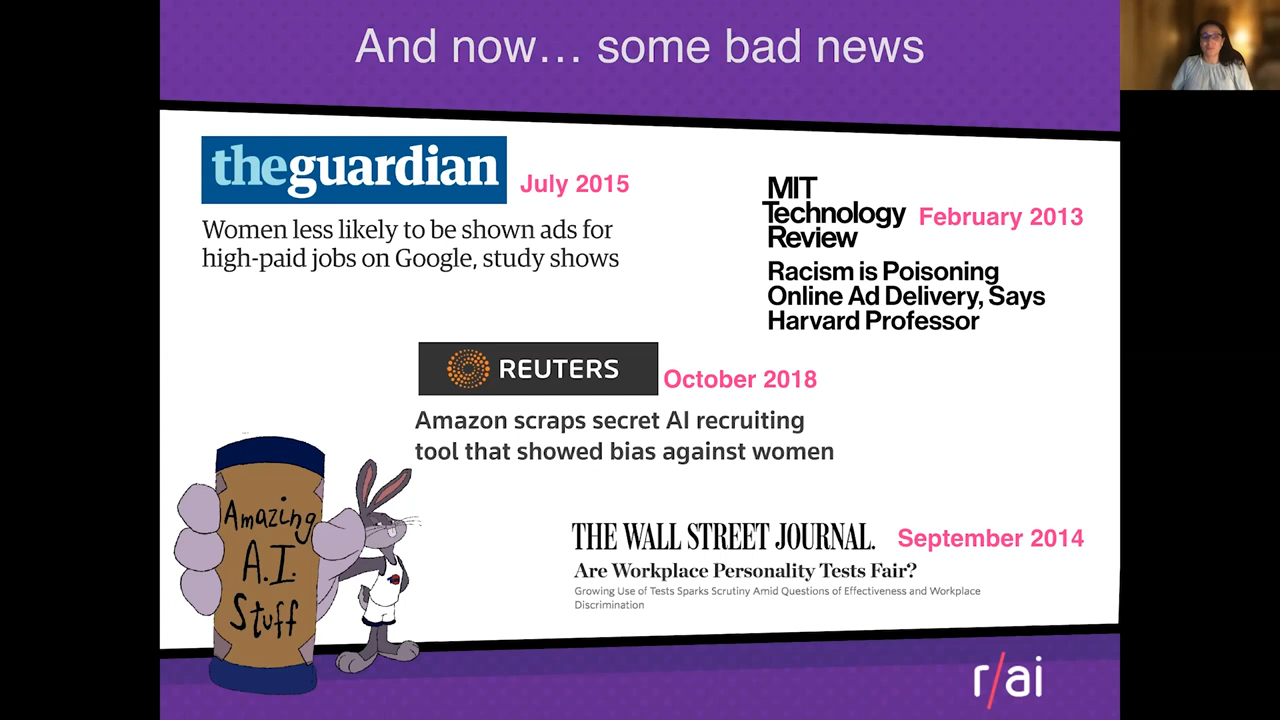 And now… some bad news
theguardian
July 2015
Women less likely to be shown ads for
high-paid jobs on Google, study shows
MIT
Technology
Review
February 2013
Racism is Poisoning
Online Ad Delivery, Says
Harvard Professor
REUTERS
October 2018
Amazon scraps secret AI recruiting
tool that showed bias against women
Amazing
A.I.
Stuff
THE WALL STREET JOURNAL.
September 2014
Are Workplace Personality Tests Fair?
Growing Use of Tests Sparks Scrutiny Amid Questions of Effectiveness and Workplace
Discrimination
r/ai